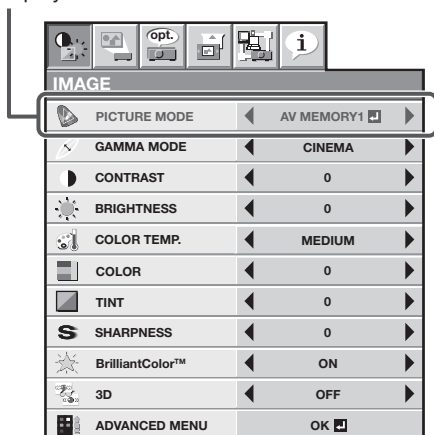 opt.
i
IMAGE
PICTURE MODE AV MEMORY1
GAMMA MODE CINEMA
CONTRAST 0
BRIGHTNESS 0
COLOR TEMP. MEDIUM
COLOR 0
TINT 0
S SHARPNESS 0
BrilliantColor™ ON
3D OFF
ADVANCED MENU OK